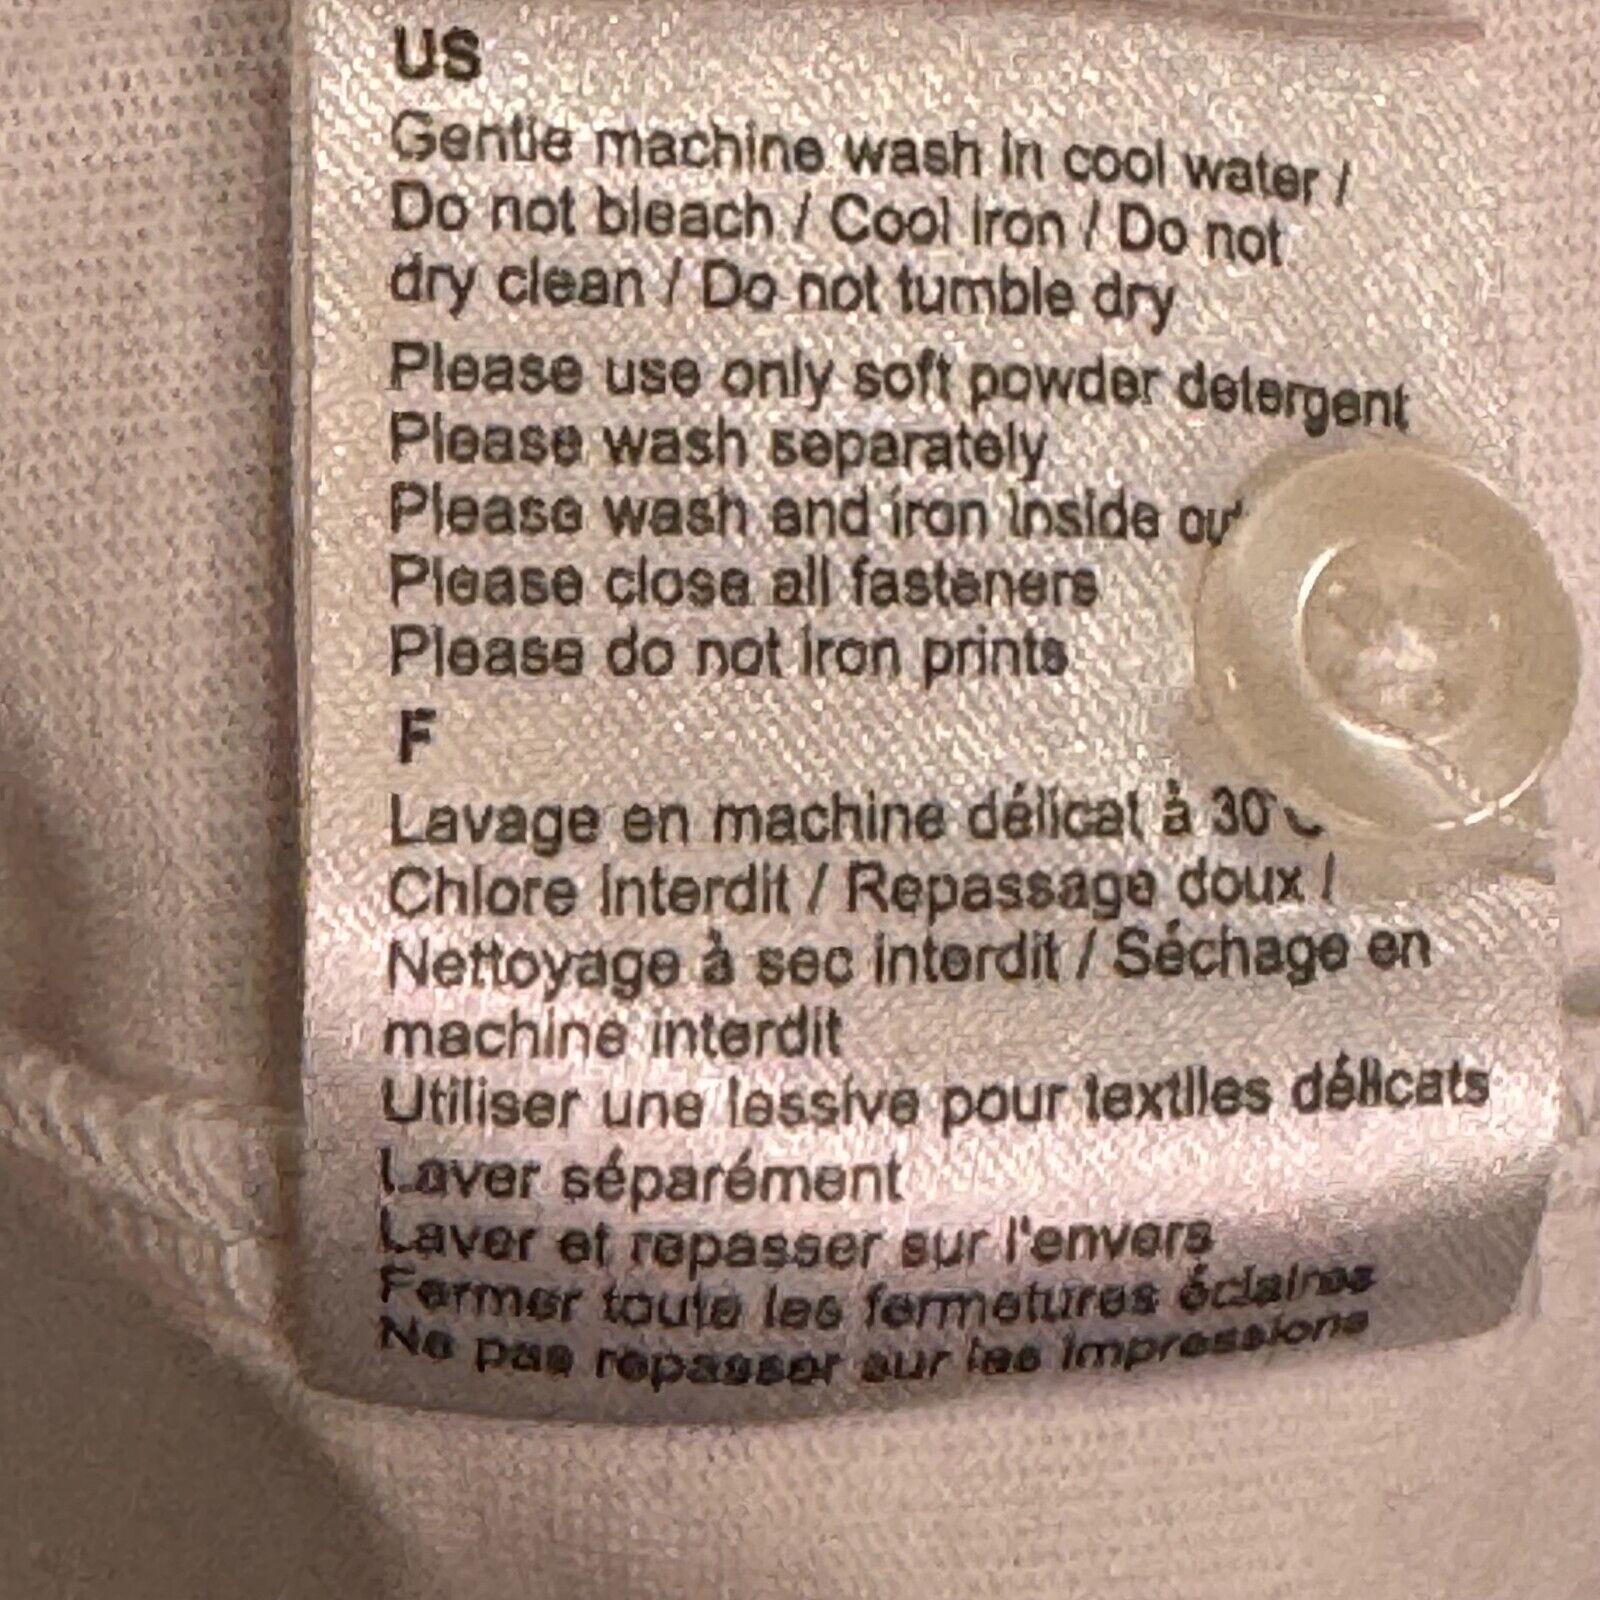 US
Gentle machine wash in cool water /
Do not bleach / Cool iron / Do not
dry clean / Do not tumble dry
Please use only soft powder detergent
Please wash separately
Please wash and iron inside out
Please close all fasteners
Please do not iron prints
F
Lavage en machine délicat à 30°C
Chlore interdit / Repassage doux /
Nettoyage à sec interdit / Séchage en
machine interdit
Utiliser une lessive pour textiles délicats
Laver séparément
Laver et repasser sur l'envers
Fermer toute les fermetures éclaires
Ne pas repasser sur les impressions